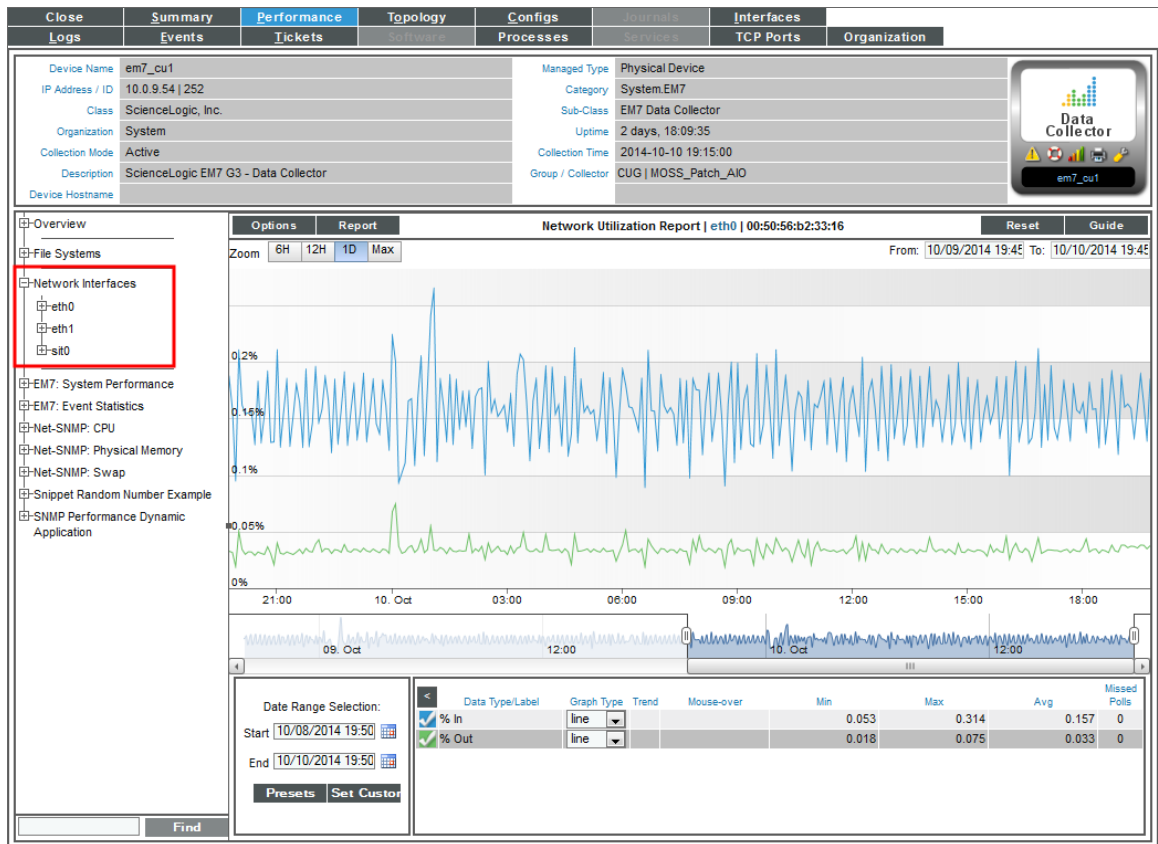 Close Summary Performance Topology Configs Journals Interfaces
Logs Events Tickets Software Processes Services TCP Ports Organization
Device Name em7_cu1 Managed Type Physical Device
IP Address / ID 10.0.9.54 | 252 Category System.EM7
Class ScienceLogic, Inc. Sub-Class EM7 Data Collector
Organization System Uptime 2 days, 18:09:35
Collection Mode Active Collection Time 2014-10-10 19:15:00
Description ScienceLogic EM7 G3 - Data Collector Group / Collector CUG | MOSS_Patch_AIO
Device Hostname
Data
Collector
em7_cu1
Overview
File Systems
Network Interfaces
eth0
eth1
sit0
EM7: System Performance
EM7: Event Statistics
Net-SNMP: CPU
Net-SNMP: Physical Memory
Net-SNMP: Swap
Snippet Random Number Example
SNMP Performance Dynamic
Application
Find
Options Report Network Utilization Report | eth0 | 00:50:56:b2:33:16 Reset Guide
Zoom 6H 12H 1D Max From: 10/09/2014 19:45 To: 10/10/2014 19:45
0.2%
0.15%
0.1%
0.05%
0%
21:00 10. Oct 03:00 06:00 09:00 12:00 15:00 18:00
09. Oct 12:00 10. Oct 12:00
Date Range Selection:
Start 10/08/2014 19:50
End 10/10/2014 19:50
Presets Set Custor
< Data Type/Label Graph Type Trend Mouse-over Min Max Avg Missed Polls
% In line 0.053 0.314 0.157 0
% Out line 0.018 0.075 0.033 0